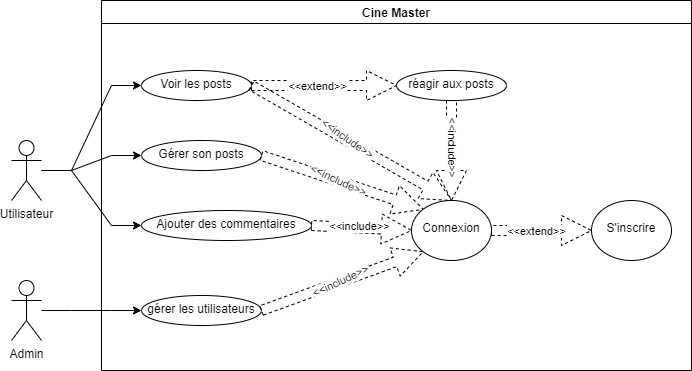 Cine Master
Voir les posts
<<extend>>
réagir aux posts
<<include>>
<<include>>
Gérer son posts
<<include>>
Utilisateur
Ajouter des commentaires
<<include>>
Connexion
<<extend>>
S'inscrire
<<include>>
gérer les utilisateurs
Admin